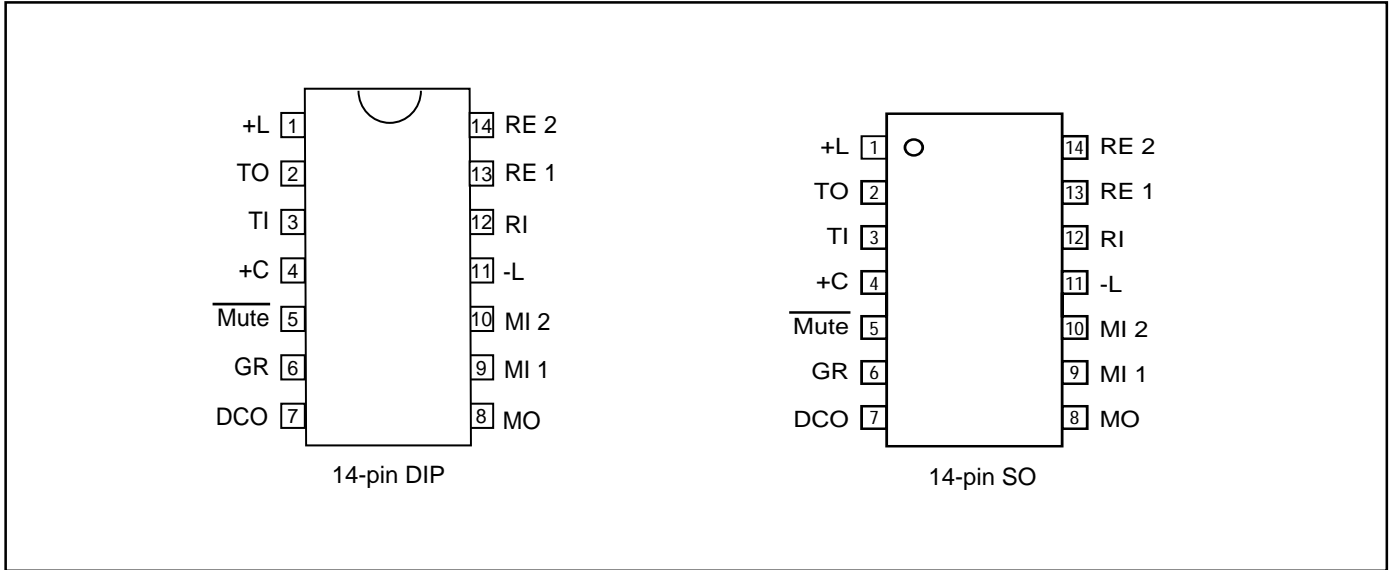 +L 1
TO 2
TI 3
+C 4
Mute 5
GR 6
DCO 7
14 RE 2
13 RE 1
12 RI
11 -L
10 MI 2
9 MI 1
8 MO
14-pin DIP
+L 1
TO 2
TI 3
+C 4
Mute 5
GR 6
DCO 7
14 RE 2
13 RE 1
12 RI
11 -L
10 MI 2
9 MI 1
8 MO
14-pin SO